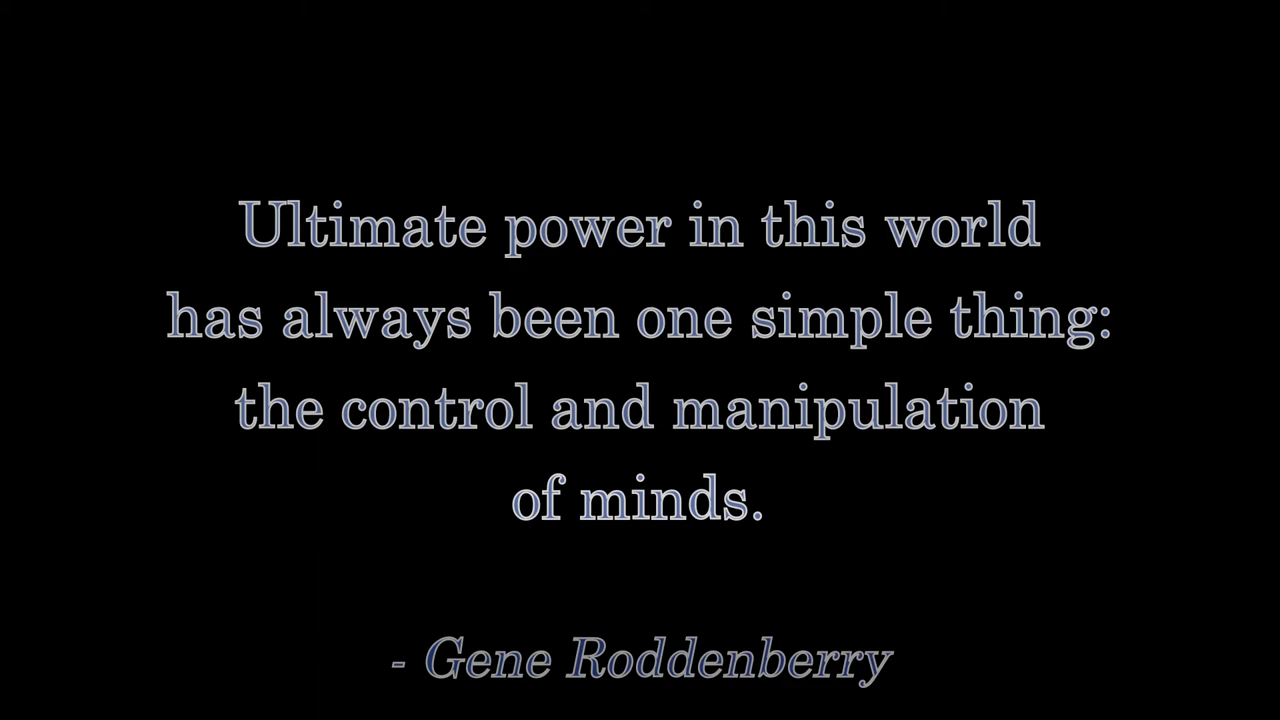 Ultimate power in this world
has always been one simple thing:
the control and manipulation
of minds.
- Gene Roddenberry